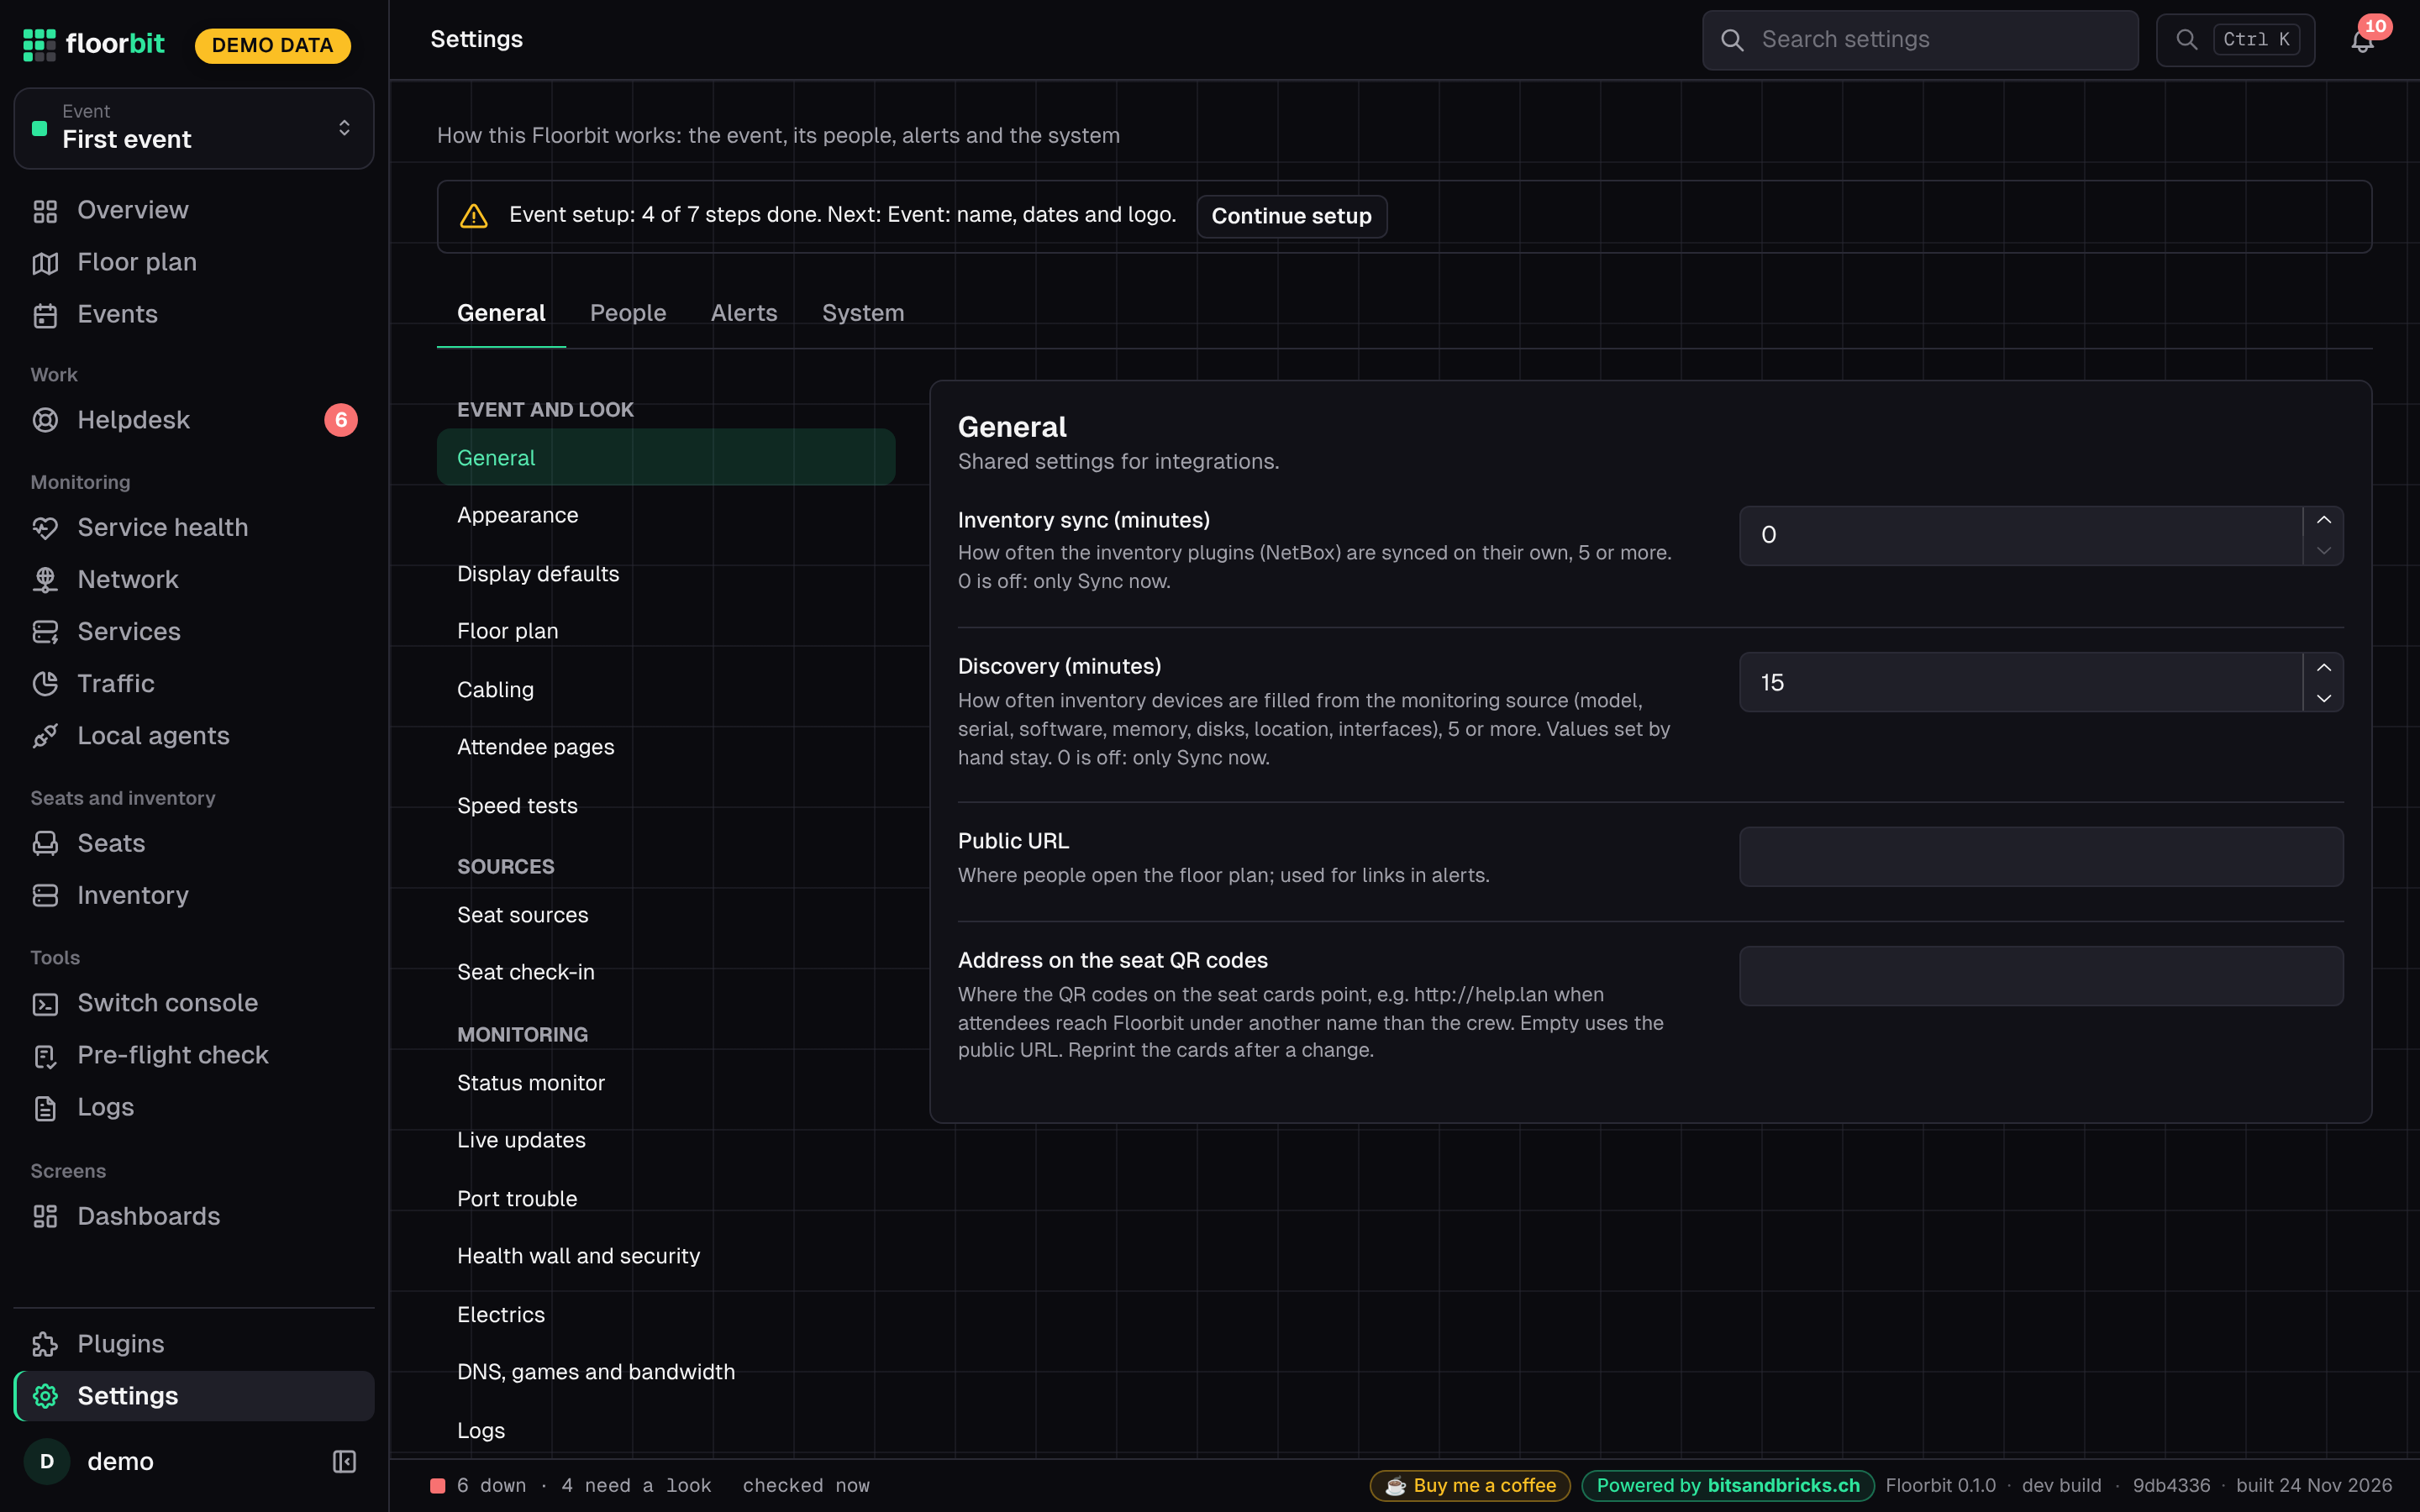 floorbit
DEMO DATA
Event
First event
Overview
Floor plan
Events
Work
Helpdesk
6
Monitoring
Service health
Network
Services
Traffic
Local agents
Seats and inventory
Seats
Inventory
Tools
Switch console
Pre-flight check
Logs
Screens
Dashboards
Plugins
Settings
D
demo
Settings
Search settings
Ctrl K
10
How this Floorbit works: the event, its people, alerts and the system
Event setup: 4 of 7 steps done. Next: Event: name, dates and logo.
Continue setup
General
People
Alerts
System
EVENT AND LOOK
General
Appearance
Display defaults
Floor plan
Cabling
Attendee pages
Speed tests
SOURCES
Seat sources
Seat check-in
MONITORING
Status monitor
Live updates
Port trouble
Health wall and security
Electrics
DNS, games and bandwidth
Logs
General
Shared settings for integrations.
Inventory sync (minutes)
How often the inventory plugins (NetBox) are synced on their own, 5 or more.
0 is off: only Sync now.
0
Discovery (minutes)
How often inventory devices are filled from the monitoring source (model,
serial, software, memory, disks, location, interfaces), 5 or more. Values set by
hand stay. 0 is off: only Sync now.
15
Public URL
Where people open the floor plan; used for links in alerts.
Address on the seat QR codes
Where the QR codes on the seat cards point, e.g. http://help.lan when
attendees reach Floorbit under another name than the crew. Empty uses the
public URL. Reprint the cards after a change.
6 down · 4 need a look checked now
Buy me a coffee
Powered by bitsandbricks.ch
Floorbit 0.1.0 · dev build · 9db4336 · built 24 Nov 2026